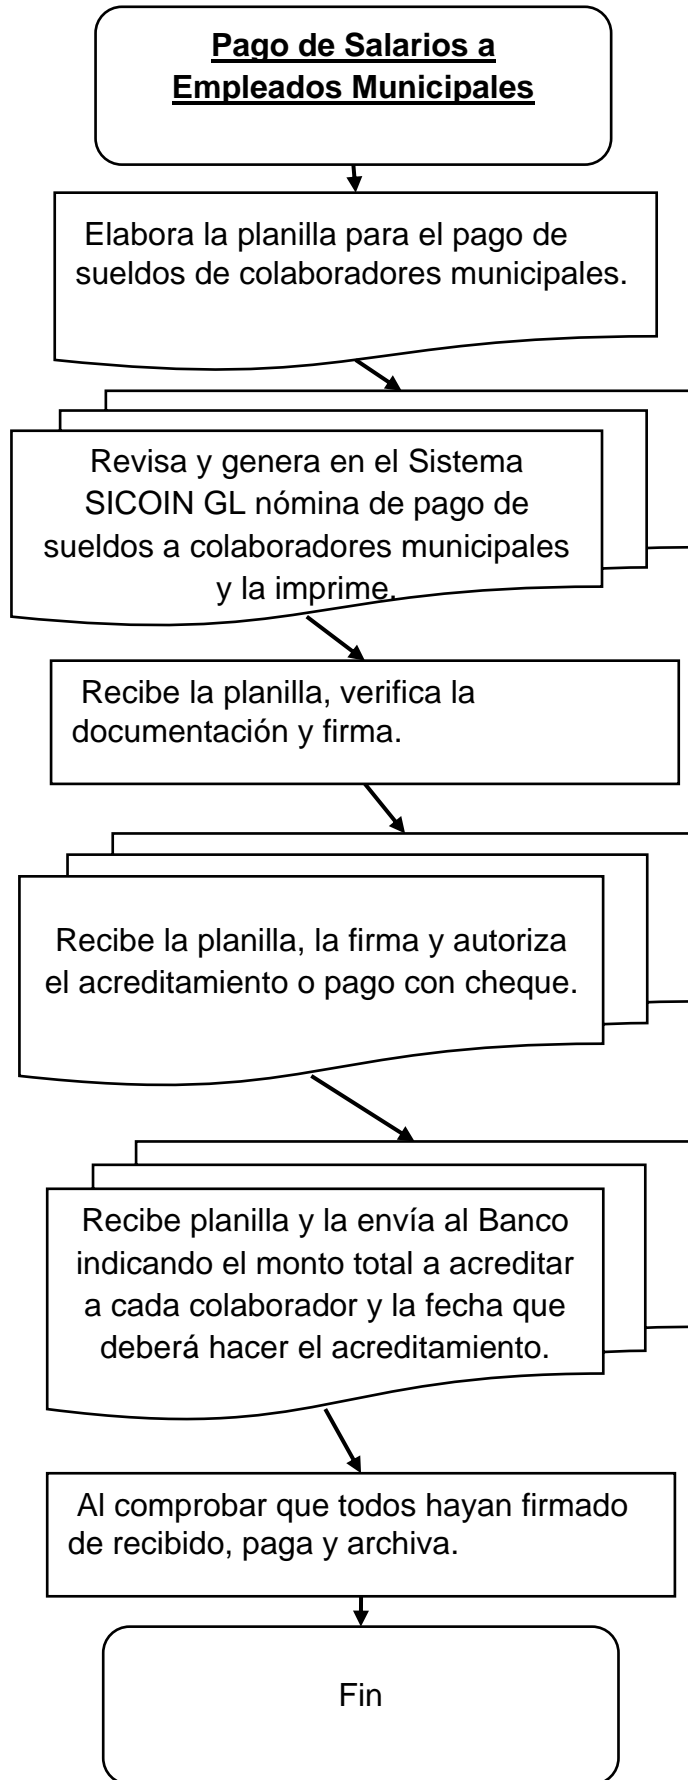 Pago de Salarios a
Empleados Municipales
Elabora la planilla para el pago de
sueldos de colaboradores municipales.
Revisa y genera en el Sistema
SICOIN GL nómina de pago de
sueldos a colaboradores municipales
y la imprime.
Recibe la planilla, verifica la
documentación y firma.
Recibe la planilla, la firma y autoriza
el acreditamiento o pago con cheque.
Recibe planilla y la envía al Banco
indicando el monto total a acreditar
a cada colaborador y la fecha que
deberá hacer el acreditamiento.
Al comprobar que todos hayan firmado
de recibido, paga y archiva.
Fin